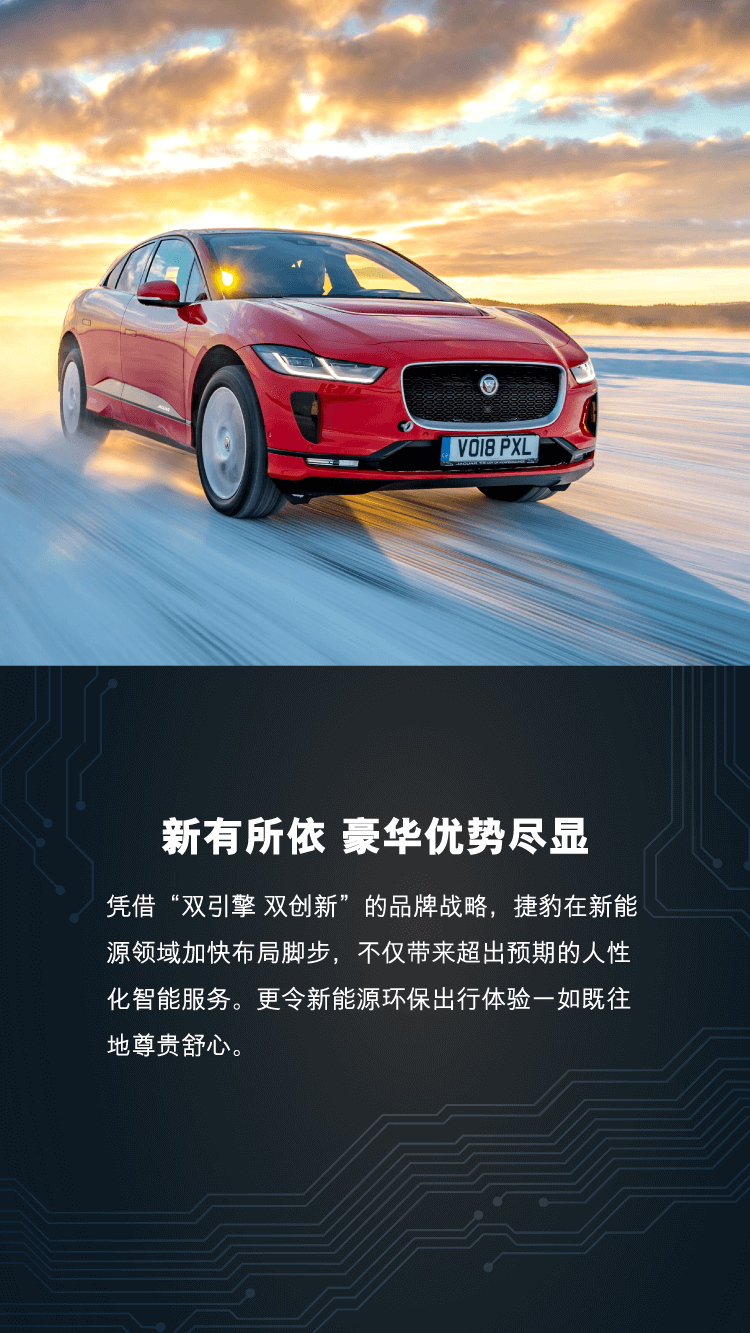 VO18 PXL
新有所依 豪华优势尽显
凭借“双引擎 双创新”的品牌战略，捷豹在新能
源领域加快布局脚步，不仅带来超出预期的人性
化智能服务。更令新能源环保出行体验一如既往
地尊贵舒心。